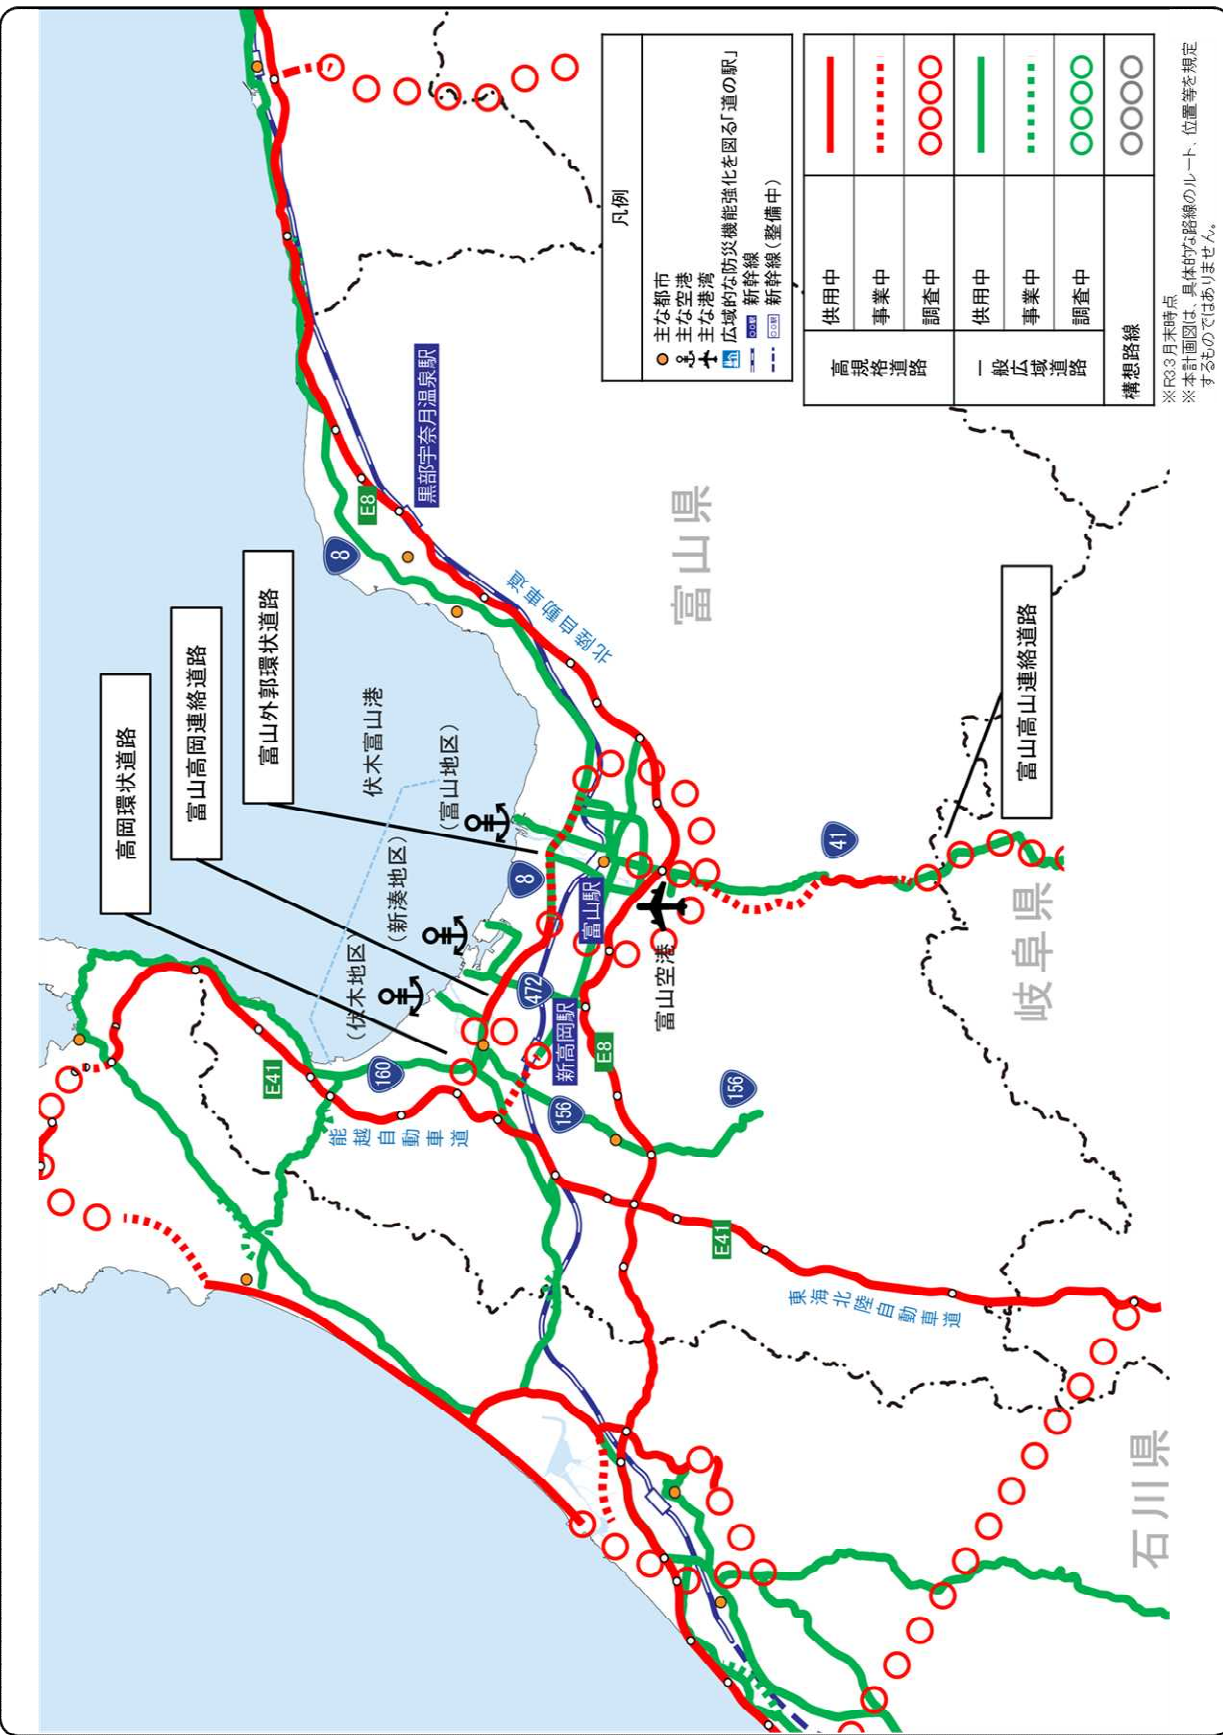 高岡環状道路
富山高岡連絡道路
富山外郭環状道路
伏木富山港
(伏木地区)
(新湊地区)
(富山地区)
8
E8
黒部宇奈月温泉駅
北陸自動車道
E41
160
能越自動車道
8
472
新高岡駅
富山駅
富山空港
E8
156
156
41
富山高山連絡道路
E41
東海北陸自動車道
富山県
岐阜県
石川県
凡例
主な都市
主な空港
主な港湾
広域的な防災機能強化を図る「道の駅」
○○駅 新幹線
○○駅 新幹線(整備中)
高規格道路
供用中
事業中
調査中
一般広域道路
供用中
事業中
調査中
構想路線
※R3.3月末時点
※本計画図は、具体的な路線のルート、位置等を規定
するものではありません。